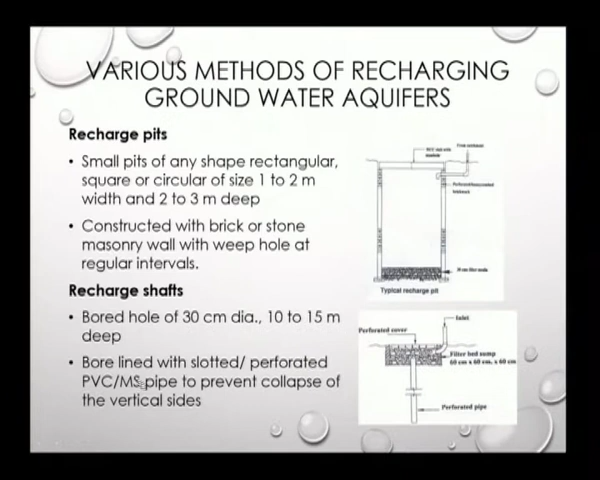 VARIOUS METHODS OF RECHARGING
GROUND WATER AQUIFERS
Recharge pits
• Small pits of any shape rectangular,
square or circular of size 1 to 2 m
width and 2 to 3 m deep
• Constructed with brick or stone
masonry wall with weep hole at
regular intervals.
Recharge shafts
• Bored hole of 30 cm dia., 10 to 15 m
deep
• Bore lined with slotted/ perforated
PVC/MS pipe to prevent collapse of
the vertical sides
Typical recharge pit
Inlet
Perforated cover
Filter bed sump
60 cm x 60 cm. x 60 cm
Perforated pipe